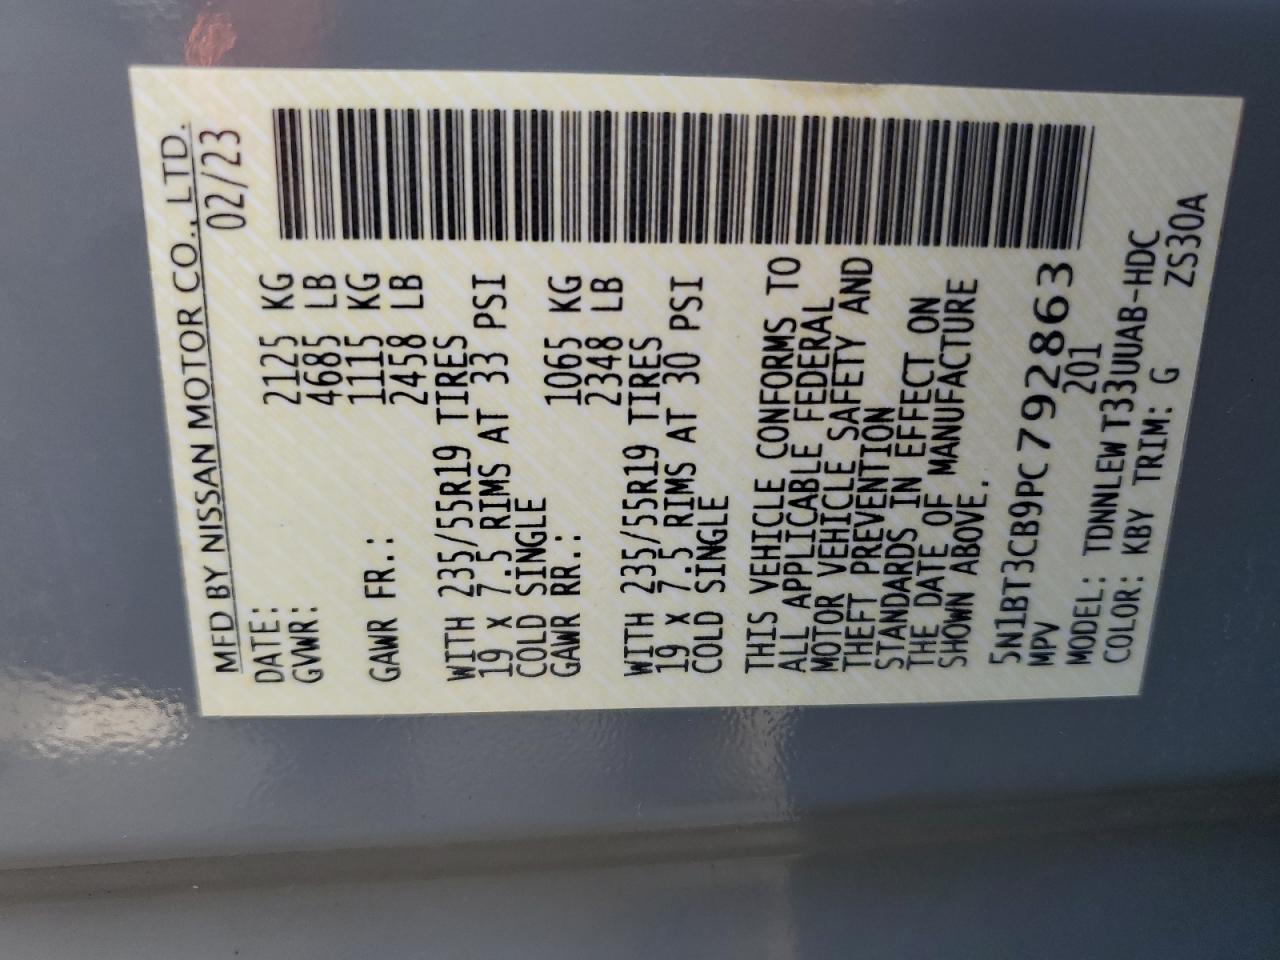 MFD BY NISSAN MOTOR CO., LTD.
DATE: 02/23
GVWR: 2125 KG
4685 LB
GAWR FR.: 1115 KG
2458 LB
WITH 235/55R19 TIRES
19 X 7.5 RIMS AT 33 PSI
COLD SINGLE
GAWR RR.: 1065 KG
2348 LB
WITH 235/55R19 TIRES
19 X 7.5 RIMS AT 30 PSI
COLD SINGLE
THIS VEHICLE CONFORMS TO
ALL APPLICABLE FEDERAL
MOTOR VEHICLE SAFETY AND
THEFT PREVENTION
STANDARDS IN EFFECT ON
THE DATE OF MANUFACTURE
SHOWN ABOVE.
5N1BT3CB9PC792863
MPV 201
MODEL: TDNNLEWT33UUAB-HDC
COLOR: KBY TRIM: G ZS30A